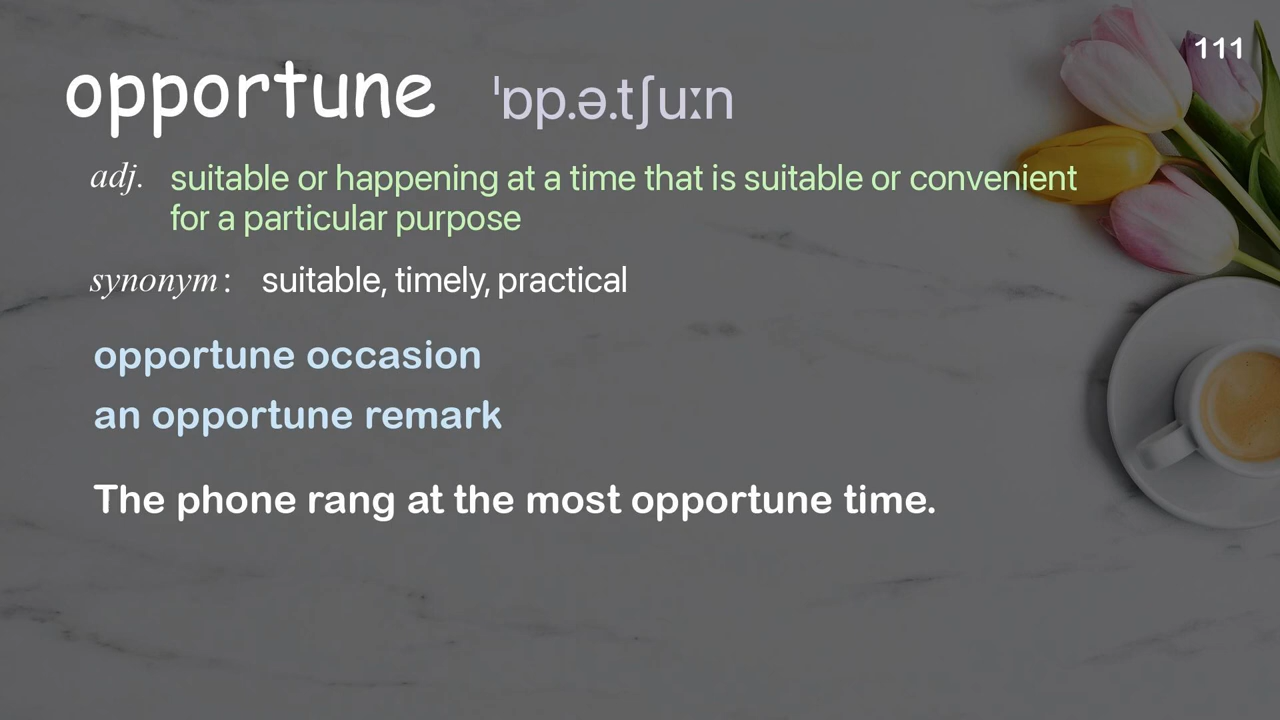 111
opportune ˈɒp.ə.tʃuːn
adj. suitable or happening at a time that is suitable or convenient
for a particular purpose
synonym: suitable, timely, practical
opportune occasion
an opportune remark
The phone rang at the most opportune time.